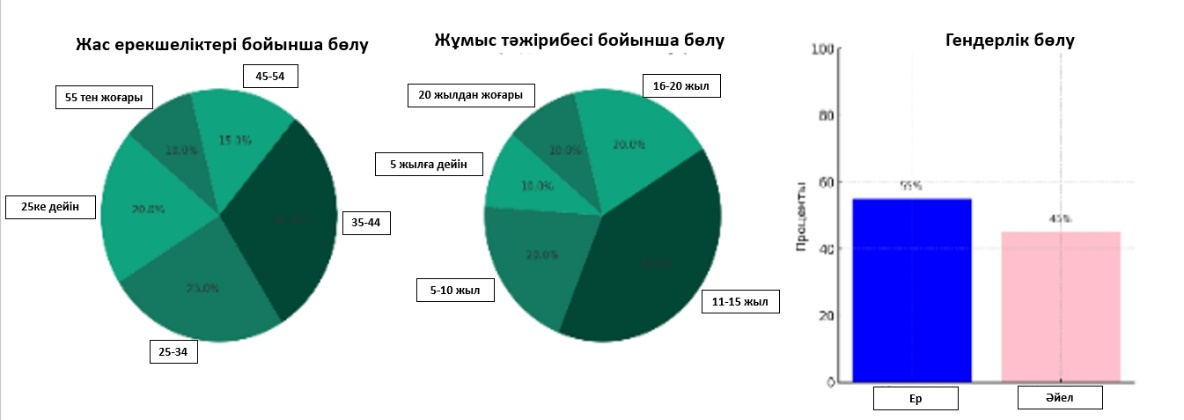 Жас ерекшеліктері бойынша бөлу
45-54
55 тен жоғары
10.0%
15.0%
25ке дейін
20.0%
35-44
25.0%
25-34
Жұмыс тәжірибесі бойынша бөлу
16-20 жыл
20 жылдан жоғары
10.0%
20.0%
5 жылға дейін
10.0%
20.0%
5-10 жыл
11-15 жыл
Гендерлік бөлу
100
80
60
40
20
0
Проценты
55%
45%
Ер
Әйел